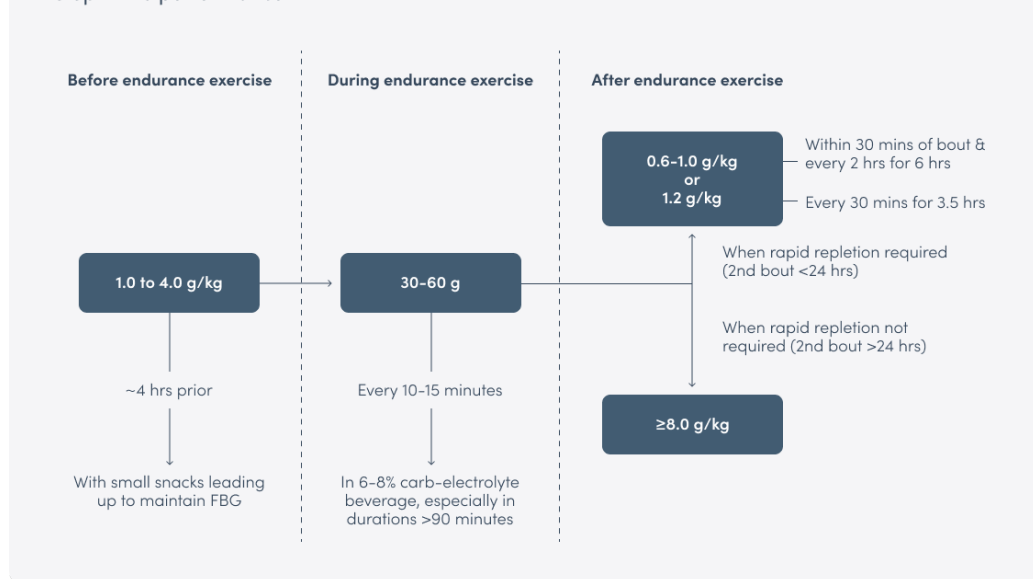 Before endurance exercise
During endurance exercise
After endurance exercise
1.0 to 4.0 g/kg
~4 hrs prior
With small snacks leading
up to maintain FBG
30-60 g
Every 10-15 minutes
In 6-8% carb-electrolyte
beverage, especially in
durations >90 minutes
0.6-1.0 g/kg
or
1.2 g/kg
Within 30 mins of bout &
every 2 hrs for 6 hrs
Every 30 mins for 3.5 hrs
When rapid repletion required
(2nd bout <24 hrs)
When rapid repletion not
required (2nd bout >24 hrs)
≥8.0 g/kg